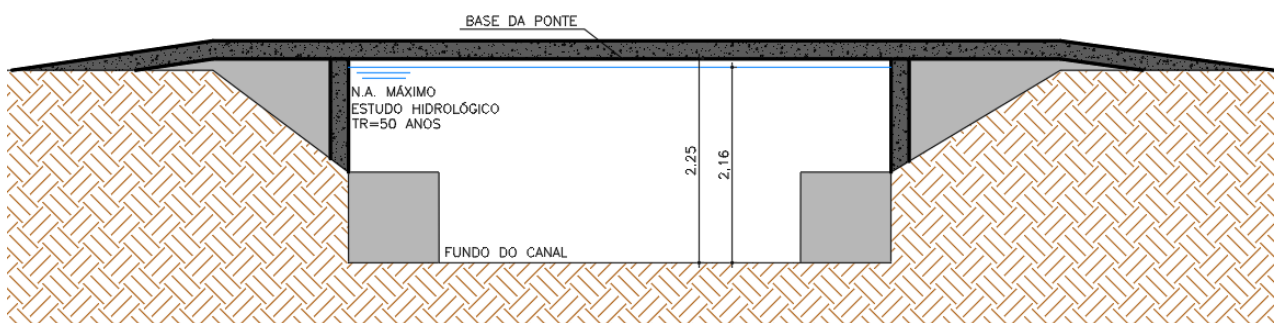 BASE DA PONTE
N.A. MÁXIMO
ESTUDO HIDROLÓGICO
TR=50 ANOS
2,25
2,16
FUNDO DO CANAL